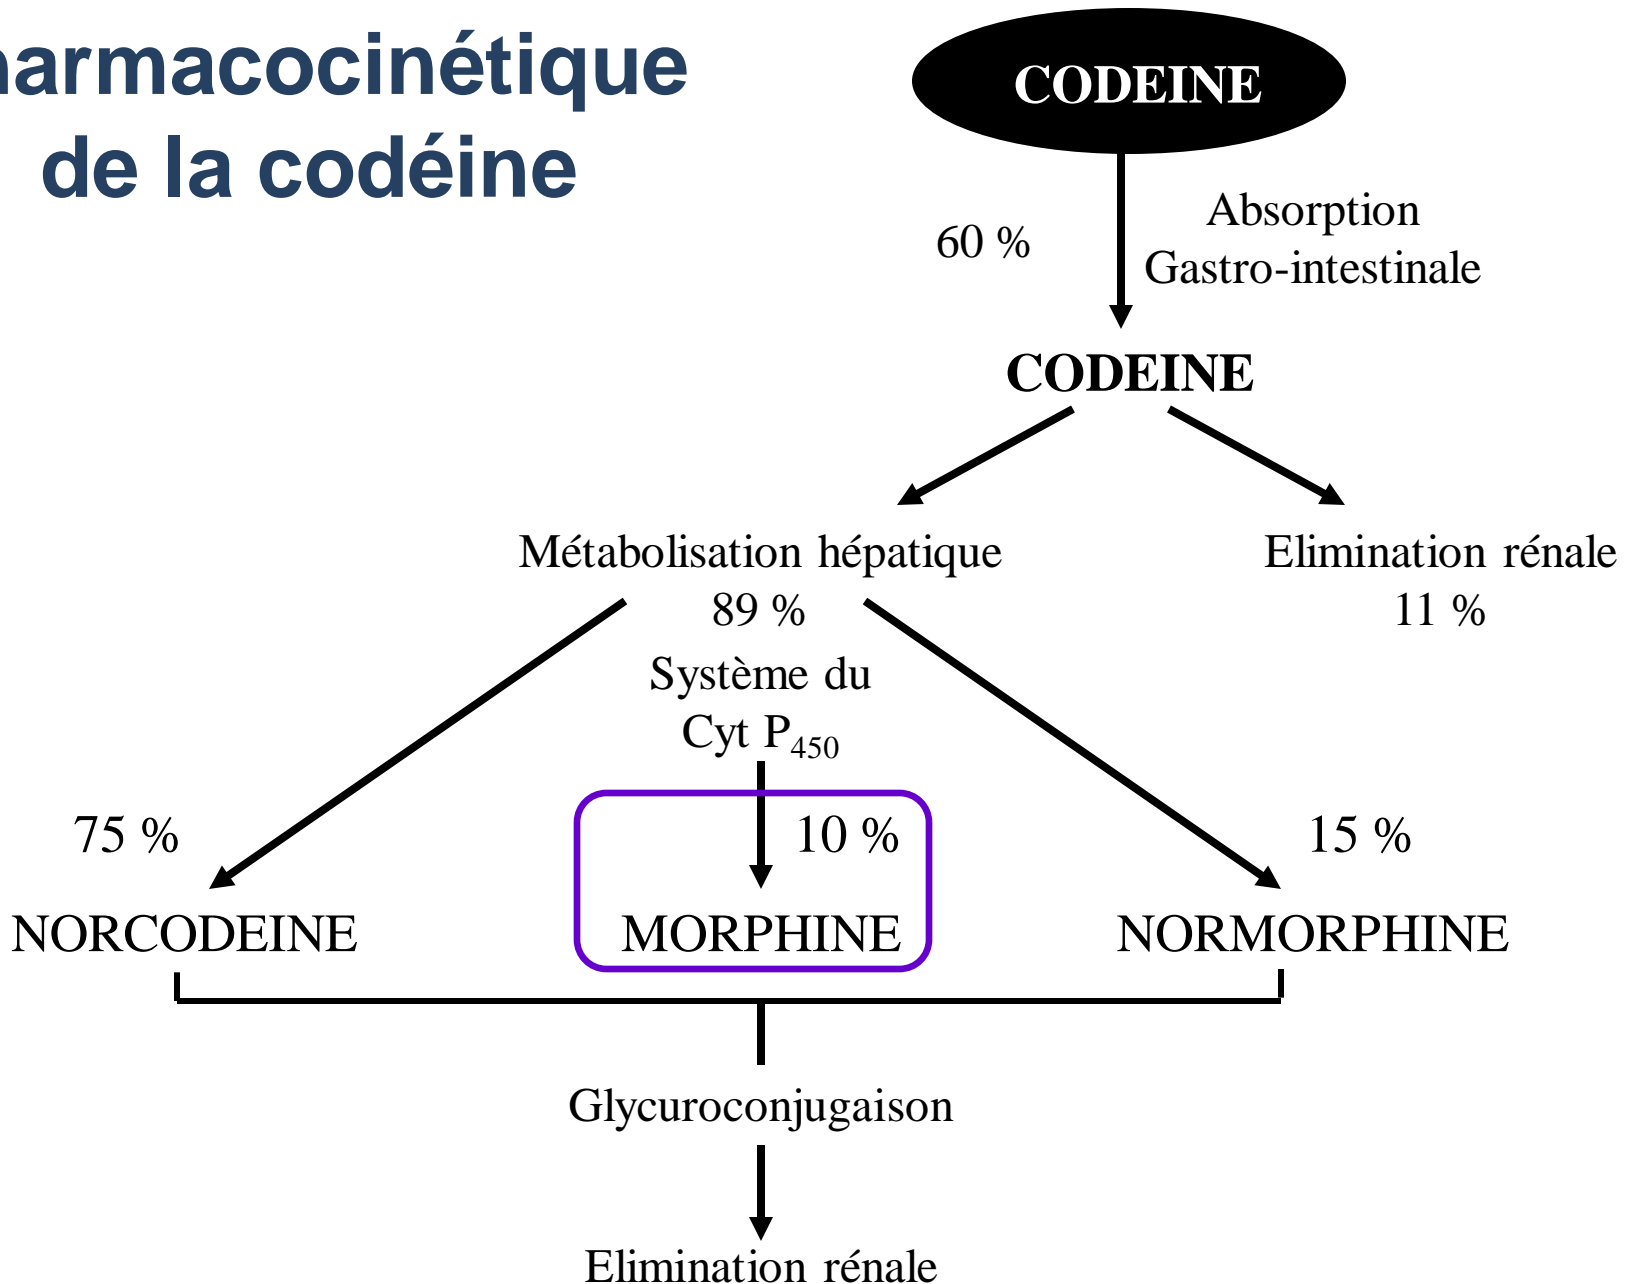 harmacocinétique
de la codéine
CODEINE
60 %
Absorption
Gastro-intestinale
CODEINE
Métabolisation hépatique
89 %
Elimination rénale
11 %
Système du
Cyt P450
75 %
10 %
15 %
NORCODEINE
MORPHINE
NORMORPHINE
Glycuroconjugaison
Elimination rénale